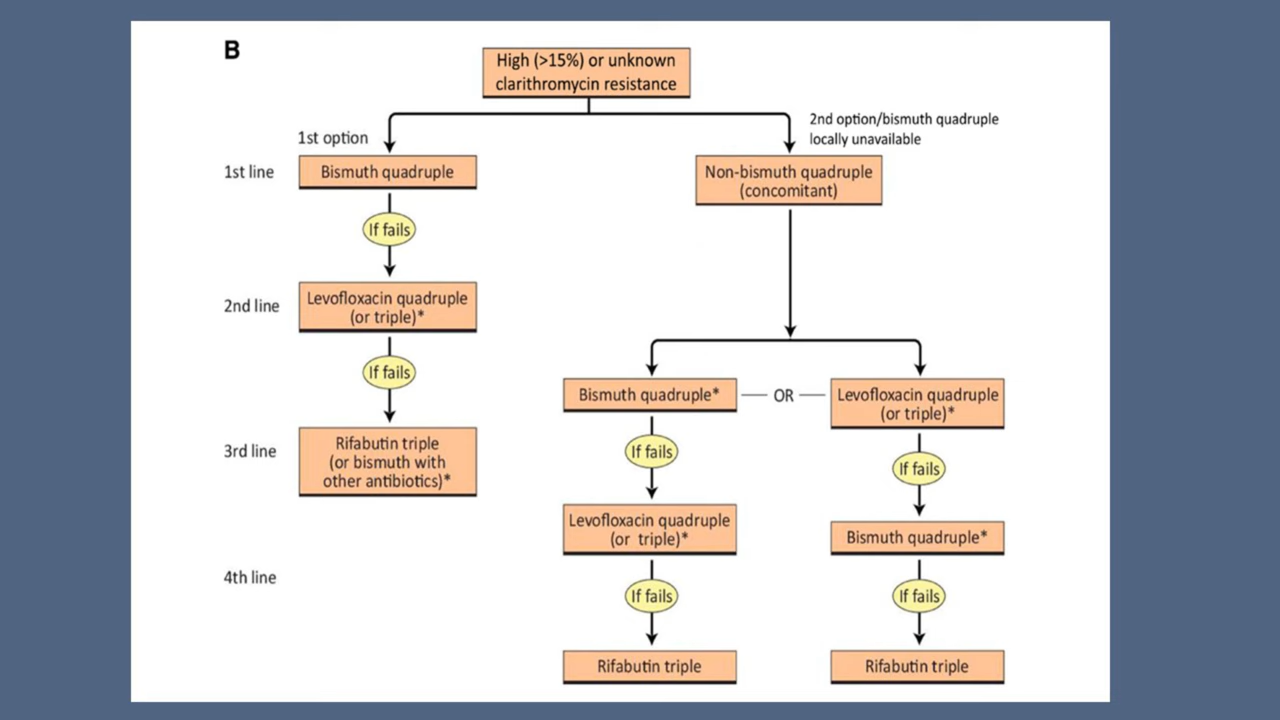 B
High (>15%) or unknown
clarithromycin resistance
1st option
2nd option/bismuth quadruple
locally unavailable
1st line
Bismuth quadruple
Non-bismuth quadruple
(concomitant)
If fails
2nd line
Levofloxacin quadruple
(or triple)*
If fails
Bismuth quadruple*
OR
Levofloxacin quadruple
(or triple)*
3rd line
Rifabutin triple
(or bismuth with
other antibiotics)*
If fails
If fails
Levofloxacin quadruple
(or triple)*
Bismuth quadruple*
4th line
If fails
If fails
Rifabutin triple
Rifabutin triple